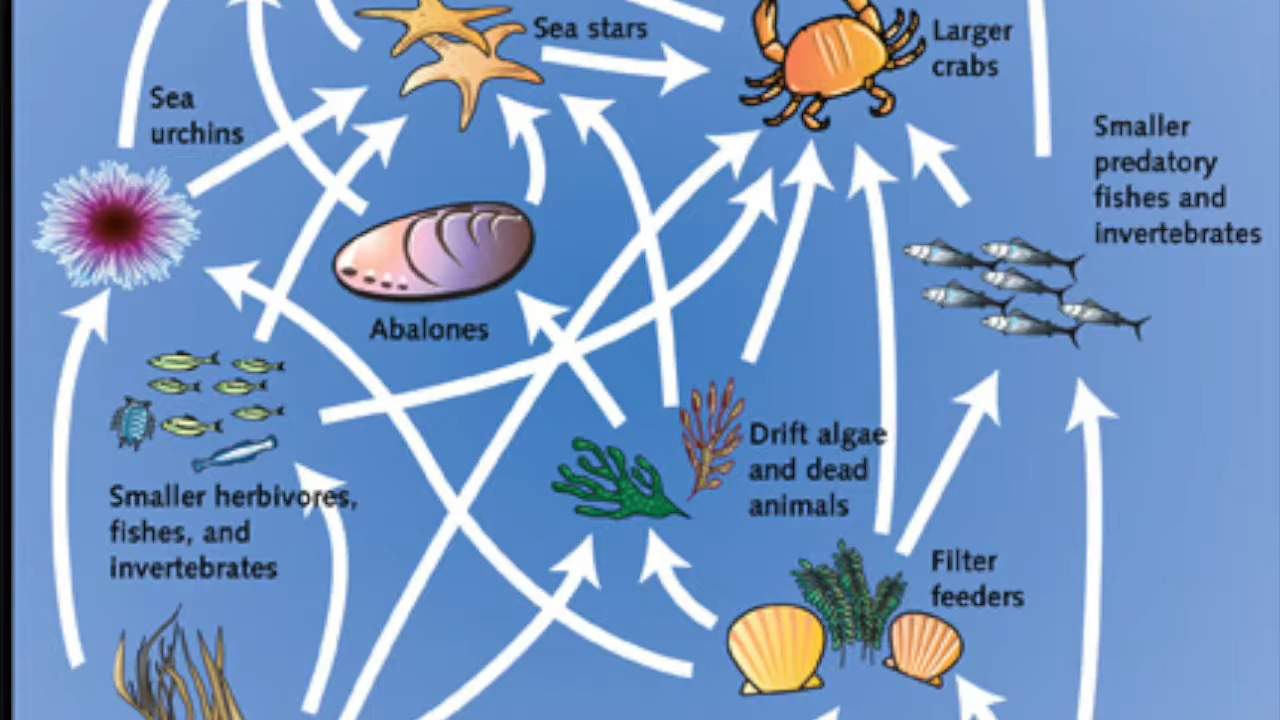 Sea stars
Larger
crabs
Sea
urchins
Smaller
predatory
fishes and
invertebrates
Abalones
Drift algae
and dead
animals
Smaller herbivores,
fishes, and
invertebrates
Filter
feeders